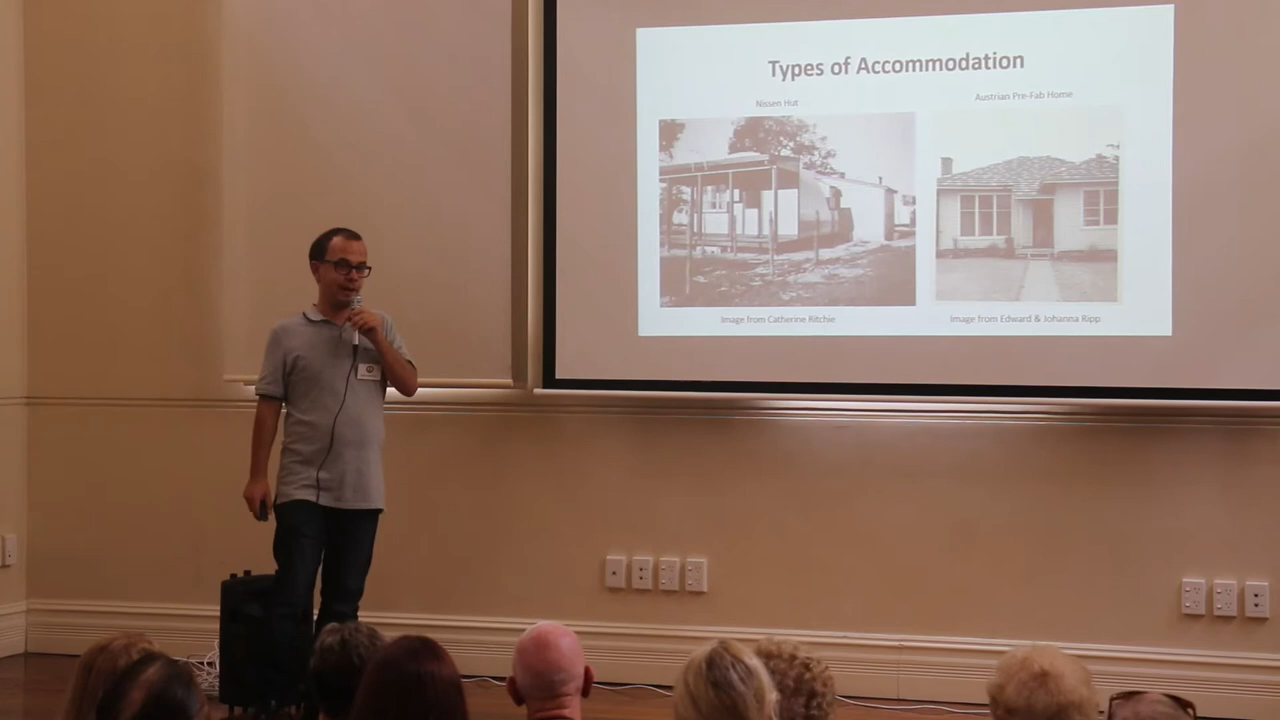 Types of Accommodation
Nissen Hut
Austrian Pre-Fab Home
Image from Catherine Ritchie
Image from Edward & Johanna Ripp